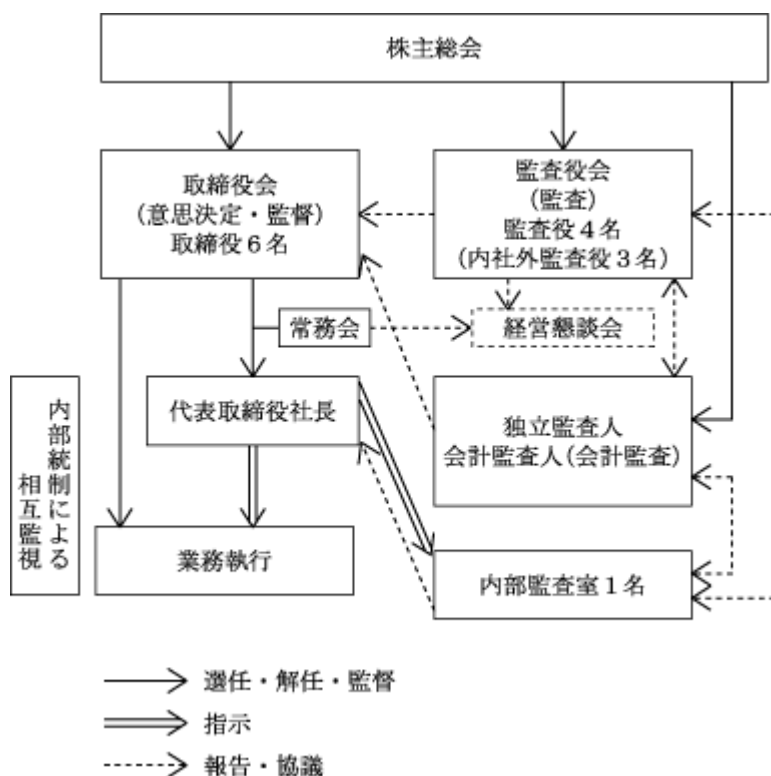 株主総会
取締役会
(意思決定・監督)
取締役6名
監査役会
(監査)
監査役4名
(内社外監査役3名)
常務会
経営懇談会
代表取締役社長
独立監査人
会計監査人(会計監査)
内部統制による
相互監視
業務執行
内部監査室1名
選任・解任・監督
指示
報告・協議